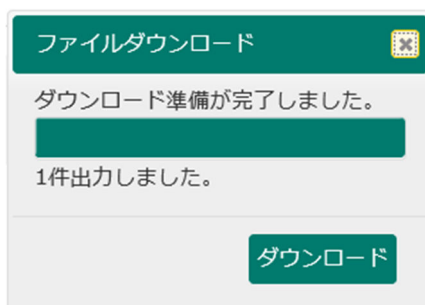 ファイルダウンロード
ダウンロード準備が完了しました。
1件出力しました。
ダウンロード